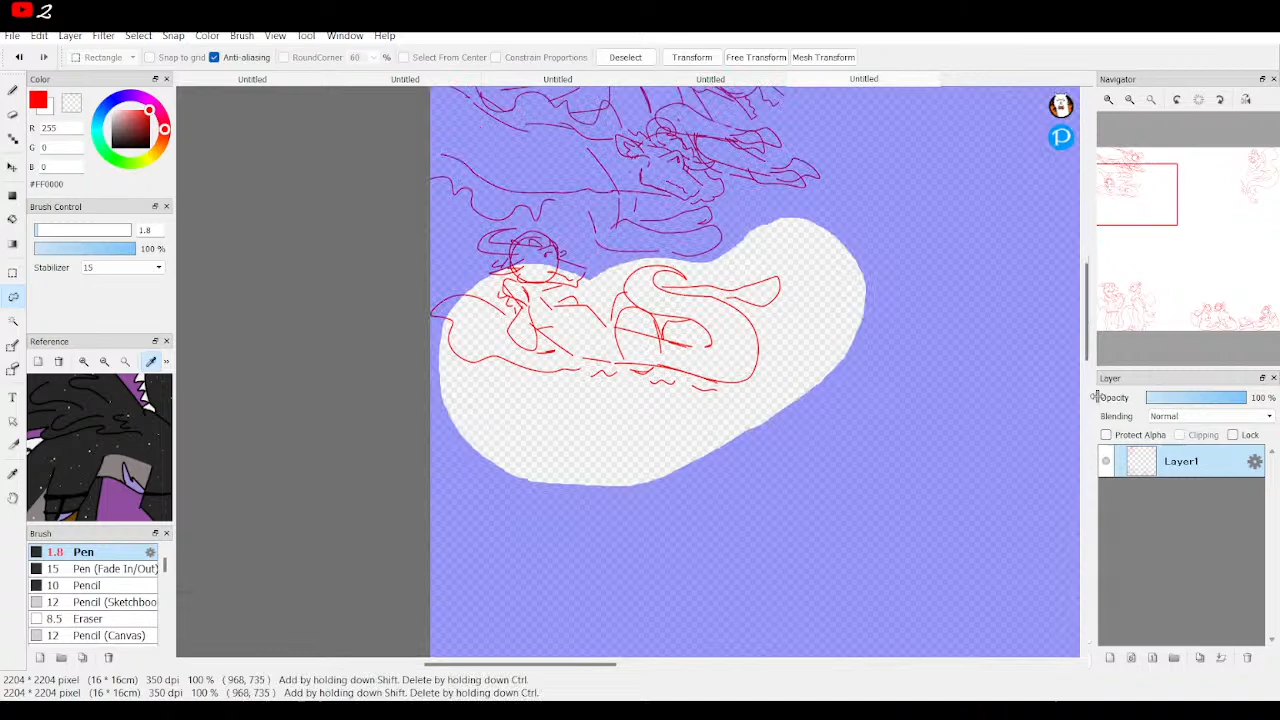 2
File Edit Layer Brush Select Snap Color Brush View Tool Window Help
Rectangle Snap to grid Anti-aliasing RoundCorner 60 % Select From Center Constrain Proportions Deselect Transform Free Transform Mesh Transform
Color Untitled Untitled Untitled Untitled Untitled Navigator
R 255
G 0
B 0
#FF0000
Brush Control
1.8
100 %
Stabilizer 15
Reference
Layer
Opacity 100 %
Blending Normal
Protect Alpha Clipping Lock
Layer1
Brush
1.8 Pen
15 Pen (Fade In/Out)
10 Pencil
12 Pencil (Sketchboo
8.5 Eraser
12 Pencil (Canvas)
2204 * 2204 pixel (16 * 16cm) 350 dpi 100 % ( 968, 735 ) Add by holding down Shift. Delete by holding down Ctrl.
2204 * 2204 pixel (16 * 16cm) 350 dpi 100 % ( 968, 735 ) Add by holding down Shift. Delete by holding down Ctrl.